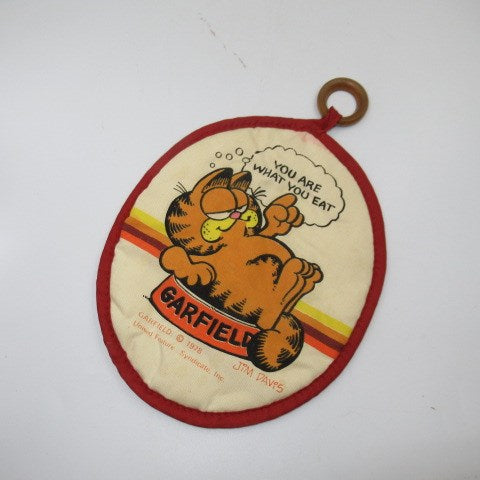 YOU ARE
WHAT YOU EAT
GARFIELD
GARFIELD: © 1978
United Feature Syndicate, Inc.
JIM DAVIS